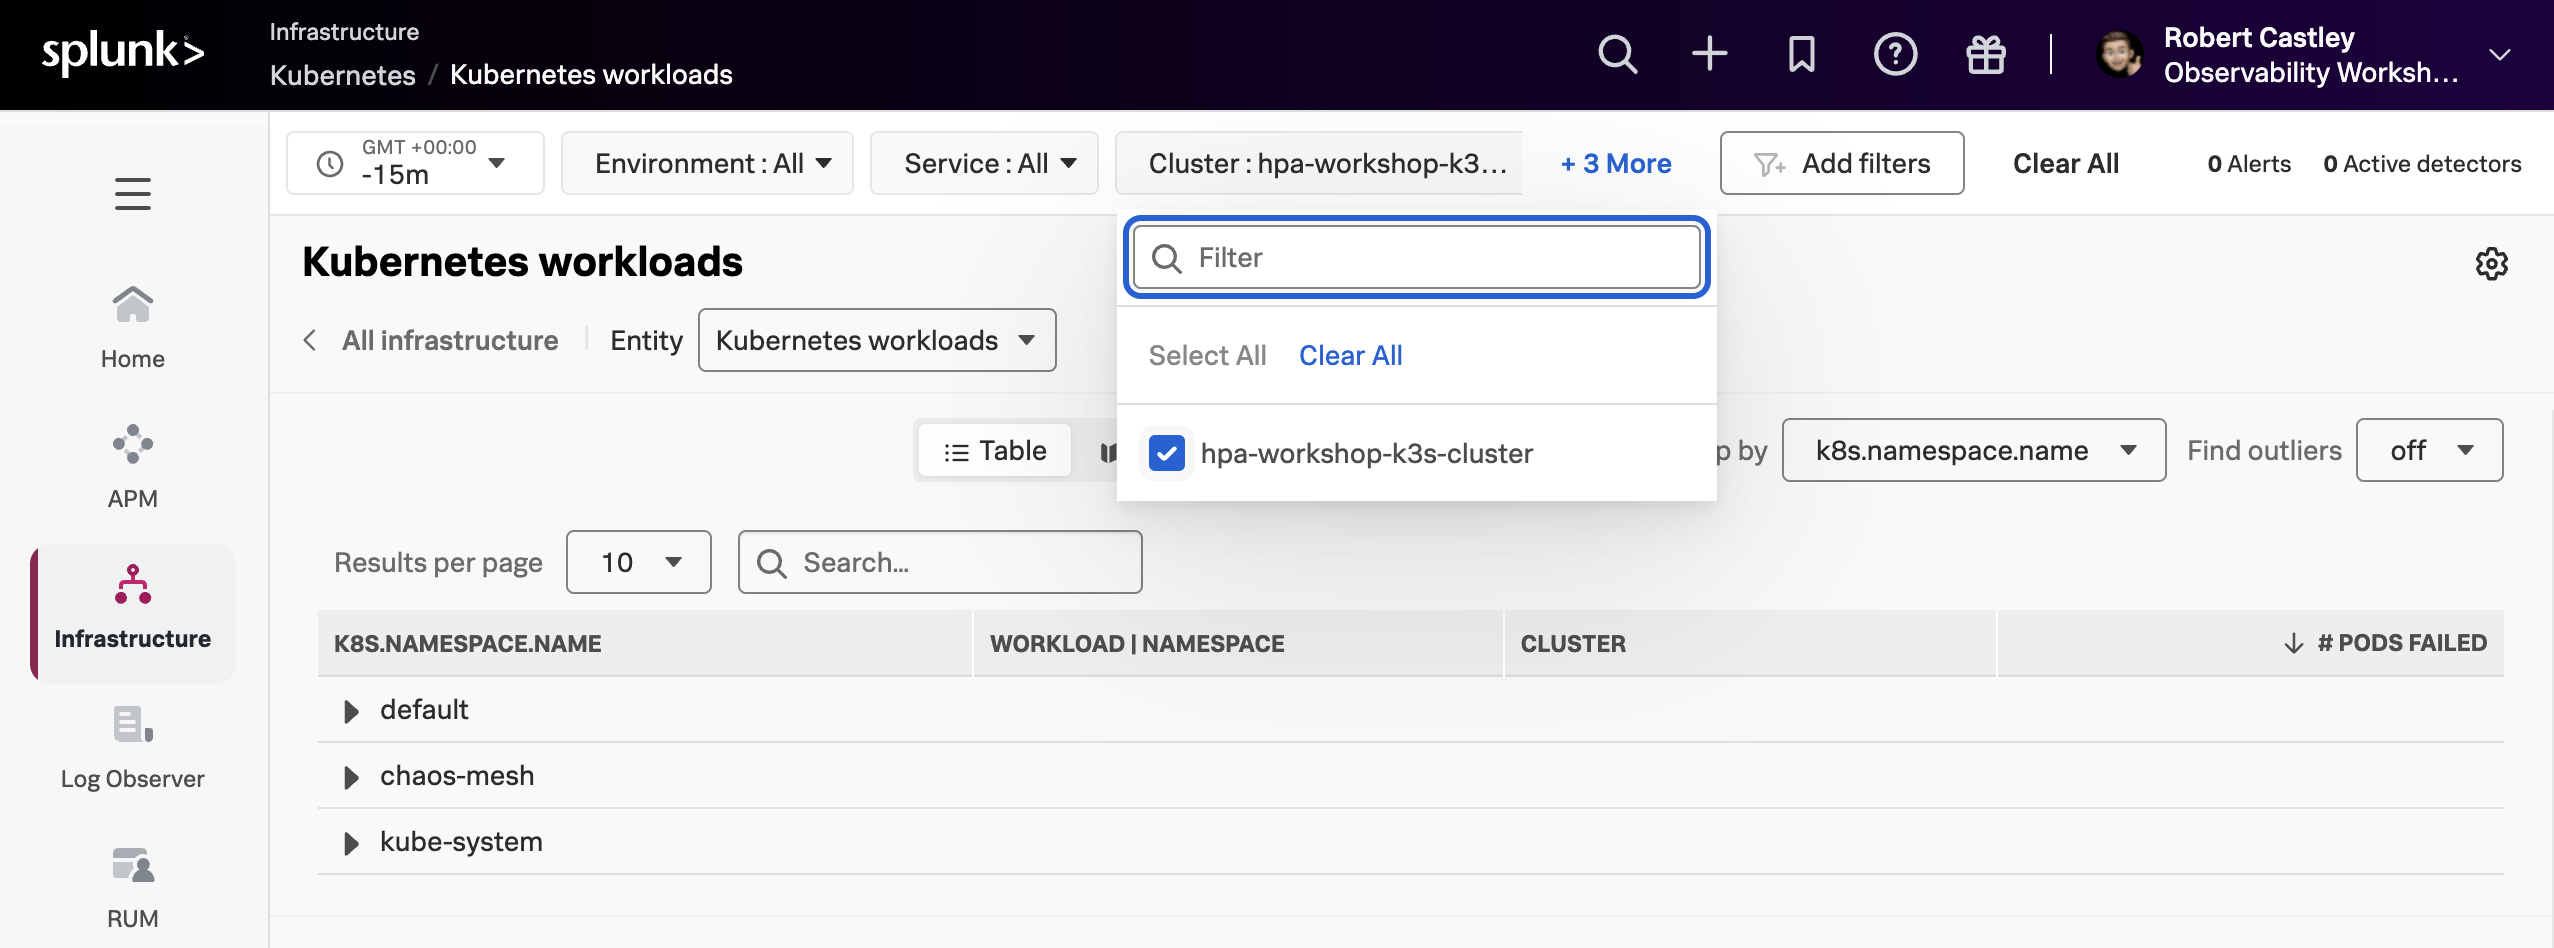 splunk>
Infrastructure
Kubernetes / Kubernetes workloads
Robert Castley
Observability Worksh...
GMT +00:00
-15m
Environment : All
Service : All
Cluster : hpa-workshop-k3...
+ 3 More
Add filters
Clear All
0 Alerts
0 Active detectors
Kubernetes workloads
Filter
All infrastructure
Entity
Kubernetes workloads
Select All
Clear All
hpa-workshop-k3s-cluster
Table
p by
k8s.namespace.name
Find outliers
off
Results per page
10
Search...
K8S.NAMESPACE.NAME
WORKLOAD | NAMESPACE
CLUSTER
# PODS FAILED
default
chaos-mesh
kube-system
Home
APM
Infrastructure
Log Observer
RUM